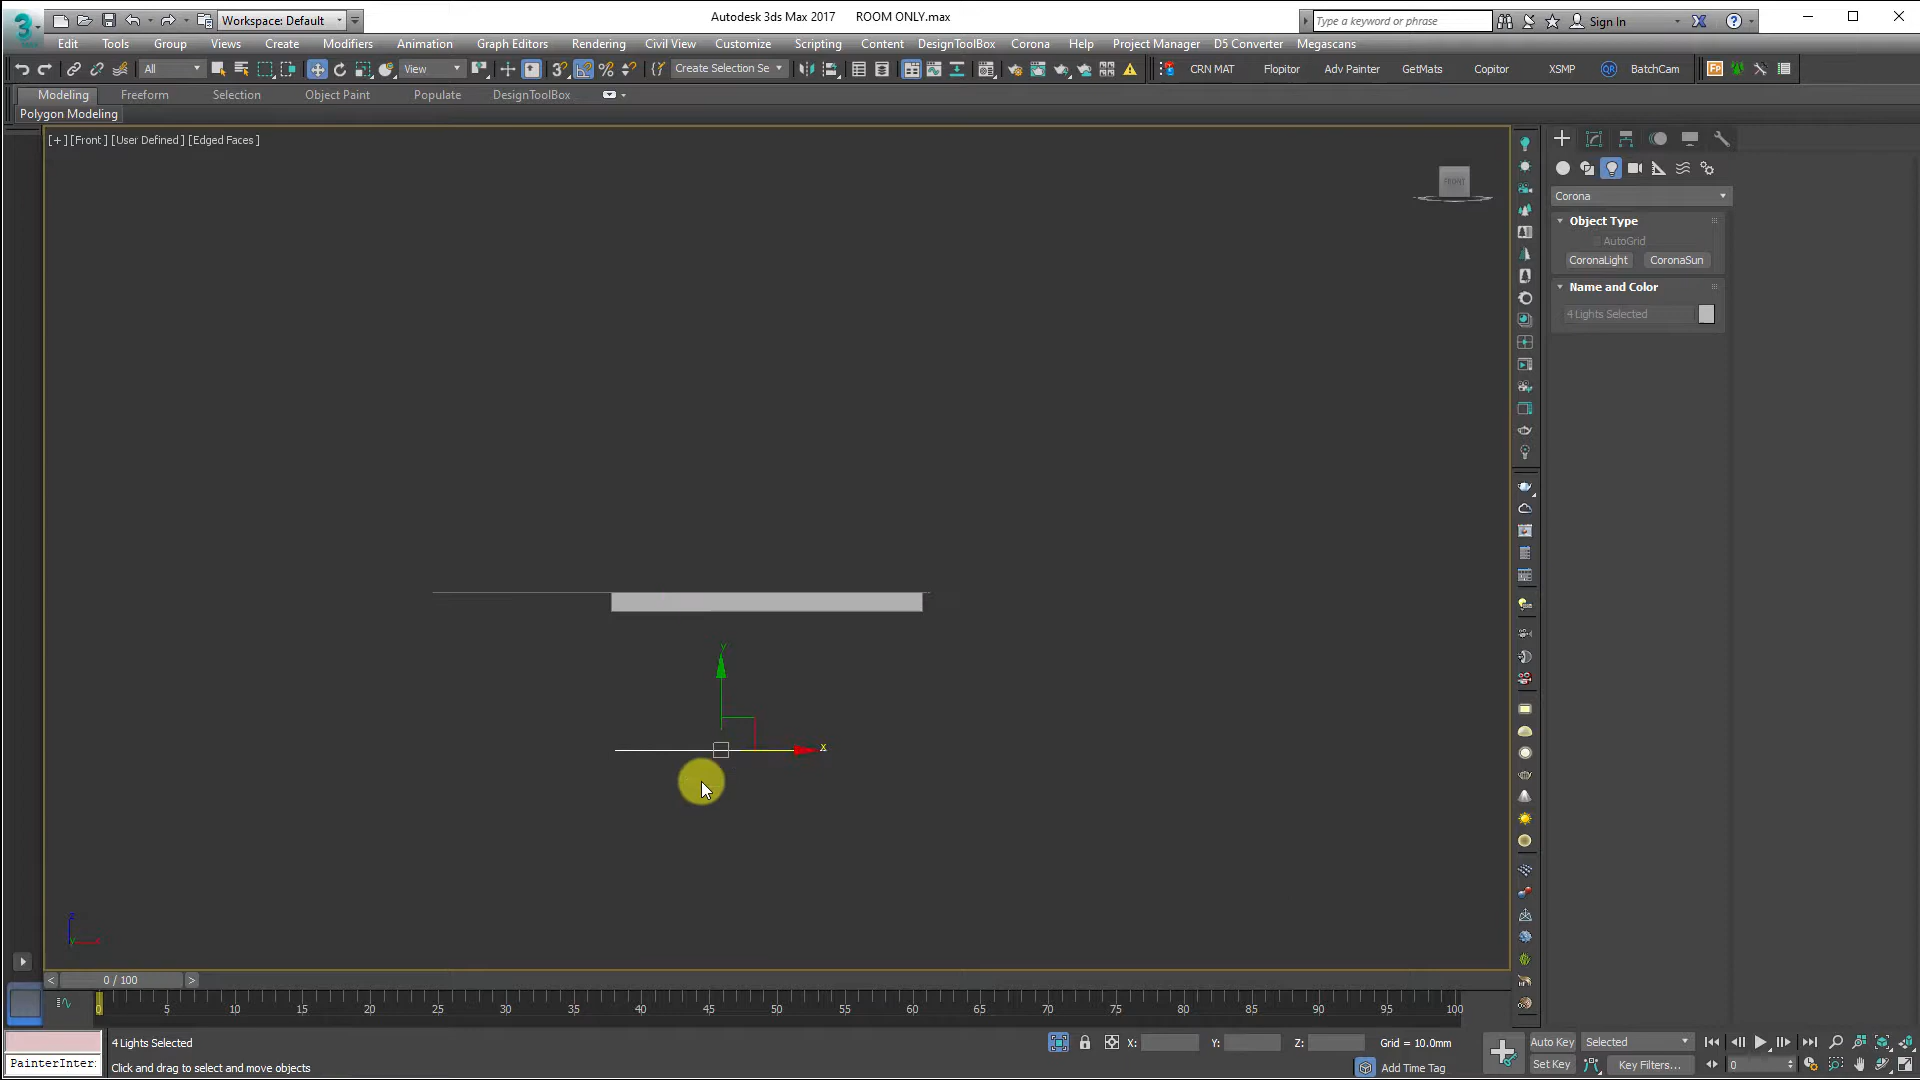 3
Workspace: Default
Autodesk 3ds Max 2017    ROOM ONLY.max
Type a keyword or phrase
Sign In
Edit Tools Group Views Create Modifiers Animation Graph Editors Rendering Civil View Customize Scripting Content DesignToolBox Corona Help Project Manager D5 Converter Megascans
All View Create Selection Se CRN MAT Flopitor Adv Painter GetMats Copitor XSMP QR BatchCam
Modeling Freeform Selection Object Paint Populate DesignToolBox
Polygon Modeling
[+] [Front] [User Defined] [Edged Faces]
FRONT
Corona
Object Type
AutoGrid
CoronaLight CoronaSun
Name and Color
4 Lights Selected
y
x
z
y
x
< 0 / 100 >
0 5 10 15 20 25 30 35 40 45 50 55 60 65 70 75 80 85 90 95 100
4 Lights Selected X: Y: Z: Grid = 10.0mm Auto Key Selected
PainterInter: Click and drag to select and move objects Add Time Tag Set Key Key Filters... 0